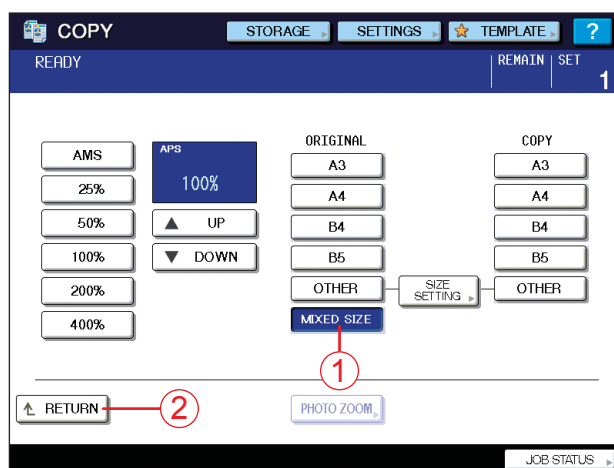 COPY
STORAGE
SETTINGS
TEMPLATE
?
READY
REMAIN
SET
1
ORIGINAL
COPY
AMS
25%
50%
100%
200%
400%
APS
100%
UP
DOWN
A3
A4
B4
B5
OTHER
MIXED SIZE
SIZE
SETTING
A3
A4
B4
B5
OTHER
1
RETURN
2
PHOTO ZOOM
JOB STATUS